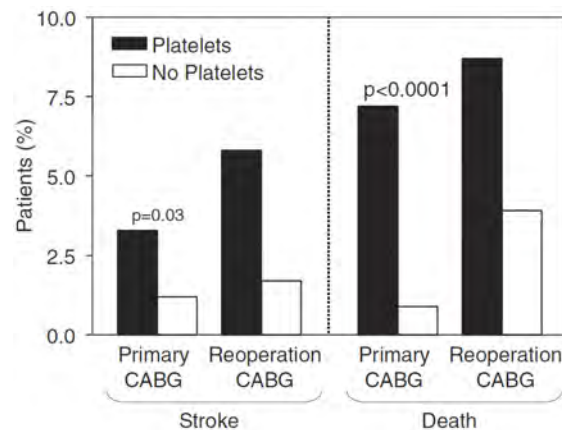 10.0
Platelets
No Platelets
7.5
p<0.0001
Patients (%)
5.0
p=0.03
2.5
0.0
Primary CABG
Reoperation CABG
Primary CABG
Reoperation CABG
Stroke
Death